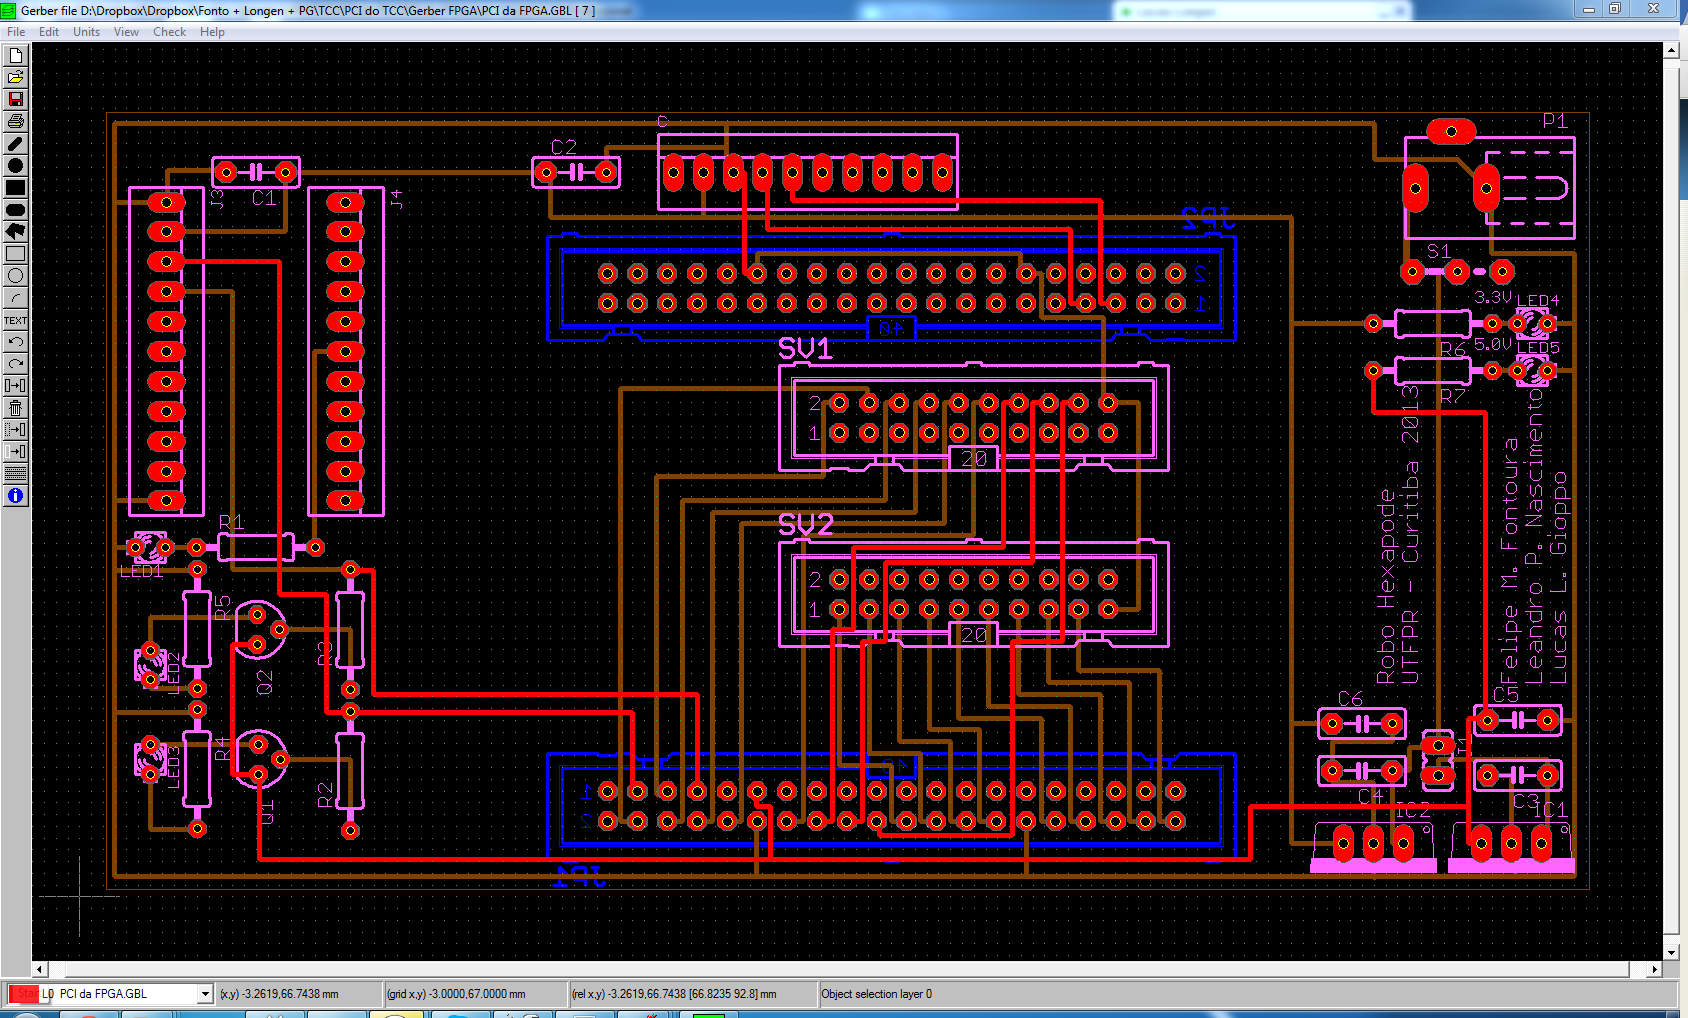 Gerber file D:\Dropbox\Dropbox\Fonto + Longen + PG\TCC\PCI do TCC\Gerber FPGA\PCI da FPGA.GBL [ 7 ]
File Edit Units View Check Help
TEXT
C
P1
C2
C1
J3
J4
JP2
S1
2
1
40
3.3V
LED4
R6
5.0V
LED5
R7
SV1
2
1
20
SV2
2
1
20
R1
LED1
R5
R3
Q2
LED2
R4
LED3
Q1
R2
Robo Hexapode
UTFPR - Curitiba 2013
Felipe M. Fontoura
Leandro P. Nascimento
Lucas L. Gioppo
C6
C5
C4
C3
IC2
IC1
1
2
JP1
L0 PCI da FPGA.GBL
(x,y) -3.2619,66.7438 mm
(grid x,y) -3.0000,67.0000 mm
(rel x,y) -3.2619,66.7438 [66.8235 92.8] mm
Object selection layer 0